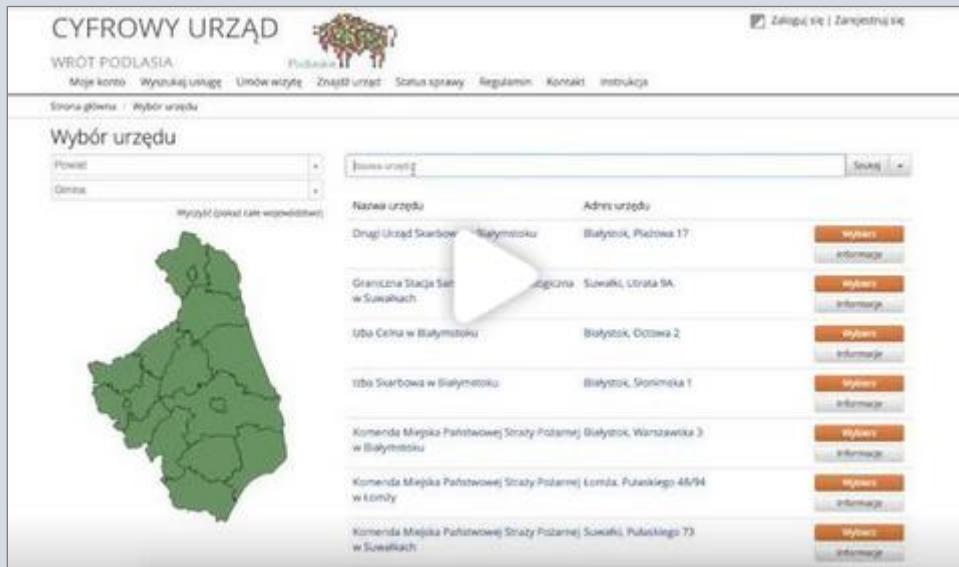 CYFROWY URZĄD
WRÓT PODLASIA
Podlaskie
Zaloguj się | Zarejestruj się
Moje konto Wyszukaj usługę Umów wizytę Znajdź urząd Status sprawy Regulamin Kontakt Instrukcja
Strona główna / Wybór urzędu
Wybór urzędu
Powiat
Gmina
Wyczyść (pokaż całe województwo)
Nazwa urzędu
Szukaj
Nazwa urzędu Adres urzędu
Drugi Urząd Skarbowy Białymstoku Białystok, Plażowa 17
Wybierz
Informacje
Graniczna Stacja Suwałki, Utrata 9A
w Suwałkach
Wybierz
Informacje
Izba Celna w Białymstoku Białystok, Octowa 2
Wybierz
Informacje
Izba Skarbowa w Białymstoku Białystok, Słonimska 1
Wybierz
Informacje
Komenda Miejska Państwowej Straży Pożarnej Białystok, Warszawska 3
w Białymstoku
Wybierz
Informacje
Komenda Miejska Państwowej Straży Pożarnej Łomża, Pułaskiego 48/94
w Łomży
Wybierz
Informacje
Komenda Miejska Państwowej Straży Pożarnej Suwałki, Pułaskiego 73
w Suwałkach
Wybierz
Informacje